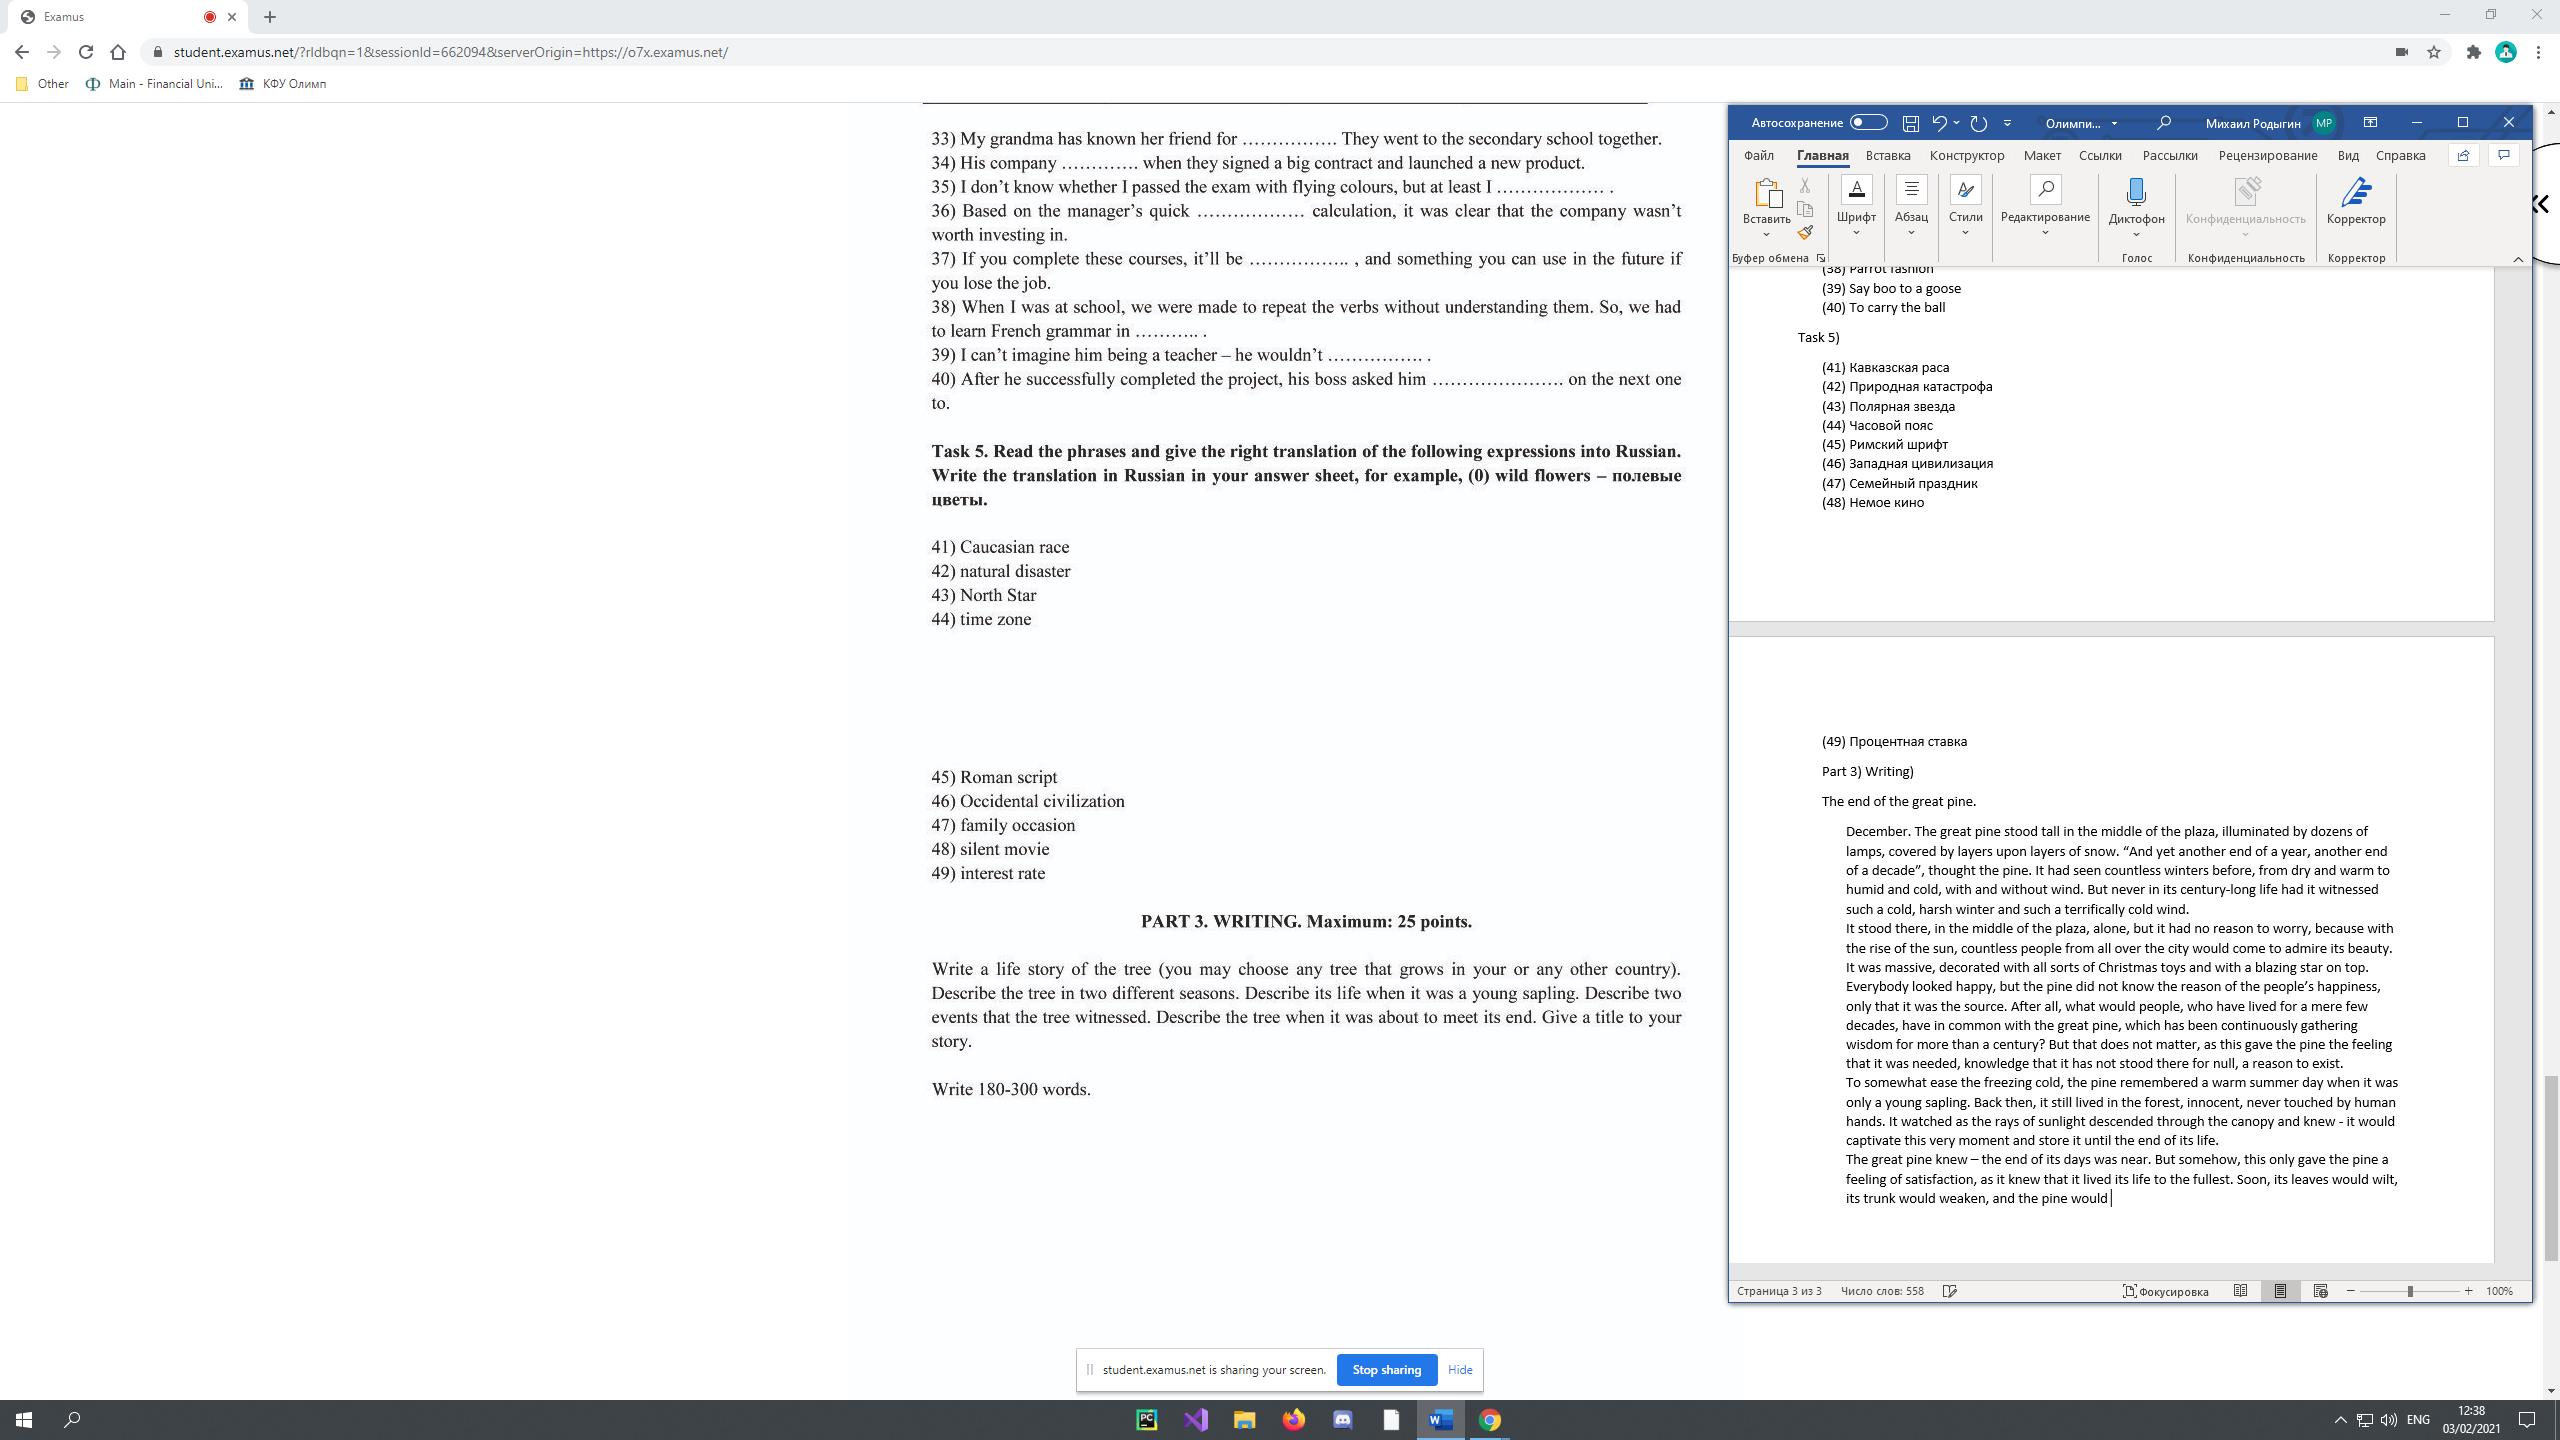 Examus
student.examus.net/?rldbqn=1&sessionId=662094&serverOrigin=https://o7x.examus.net/
Other
Main - Financial Uni...
КФУ Олимп
33) My grandma has known her friend for ……………. They went to the secondary school together.
34) His company …………. when they signed a big contract and launched a new product.
35) I don’t know whether I passed the exam with flying colours, but at least I ……………… .
36) Based on the manager’s quick ……………… calculation, it was clear that the company wasn’t
worth investing in.
37) If you complete these courses, it’ll be …………….. , and something you can use in the future if
you lose the job.
38) When I was at school, we were made to repeat the verbs without understanding them. So, we had
to learn French grammar in ……….. .
39) I can’t imagine him being a teacher – he wouldn’t ……………. .
40) After he successfully completed the project, his boss asked him …………………. on the next one
to.
Task 5. Read the phrases and give the right translation of the following expressions into Russian.
Write the translation in Russian in your answer sheet, for example, (0) wild flowers – полевые
цветы.
41) Caucasian race
42) natural disaster
43) North Star
44) time zone
45) Roman script
46) Occidental civilization
47) family occasion
48) silent movie
49) interest rate
PART 3. WRITING. Maximum: 25 points.
Write a life story of the tree (you may choose any tree that grows in your or any other country).
Describe the tree in two different seasons. Describe its life when it was a young sapling. Describe two
events that the tree witnessed. Describe the tree when it was about to meet its end. Give a title to your
story.
Write 180-300 words.
Автосохранение
Олимпи...
Михаил Родыгин
МР
Файл
Главная
Вставка
Конструктор
Макет
Ссылки
Рассылки
Рецензирование
Вид
Справка
Вставить
Шрифт
Абзац
Стили
Редактирование
Диктофон
Конфиденциальность
Корректор
Буфер обмена
Голос
Конфиденциальность
Корректор
(38) Parrot fashion
(39) Say boo to a goose
(40) To carry the ball
Task 5)
(41) Кавказская раса
(42) Природная катастрофа
(43) Полярная звезда
(44) Часовой пояс
(45) Римский шрифт
(46) Западная цивилизация
(47) Семейный праздник
(48) Немое кино
(49) Процентная ставка
Part 3) Writing)
The end of the great pine.
December. The great pine stood tall in the middle of the plaza, illuminated by dozens of
lamps, covered by layers upon layers of snow. “And yet another end of a year, another end
of a decade”, thought the pine. It had seen countless winters before, from dry and warm to
humid and cold, with and without wind. But never in its century-long life had it witnessed
such a cold, harsh winter and such a terrifically cold wind.
It stood there, in the middle of the plaza, alone, but it had no reason to worry, because with
the rise of the sun, countless people from all over the city would come to admire its beauty.
It was massive, decorated with all sorts of Christmas toys and with a blazing star on top.
Everybody looked happy, but the pine did not know the reason of the people’s happiness,
only that it was the source. After all, what would people, who have lived for a mere few
decades, have in common with the great pine, which has been continuously gathering
wisdom for more than a century? But that does not matter, as this gave the pine the feeling
that it was needed, knowledge that it has not stood there for null, a reason to exist.
To somewhat ease the freezing cold, the pine remembered a warm summer day when it was
only a young sapling. Back then, it still lived in the forest, innocent, never touched by human
hands. It watched as the rays of sunlight descended through the canopy and knew - it would
captivate this very moment and store it until the end of its life.
The great pine knew – the end of its days was near. But somehow, this only gave the pine a
feeling of satisfaction, as it knew that it lived its life to the fullest. Soon, its leaves would wilt,
its trunk would weaken, and the pine would
Страница 3 из 3
Число слов: 558
Фокусировка
100%
student.examus.net is sharing your screen.
Stop sharing
Hide
PC
ENG
12:38
03/02/2021